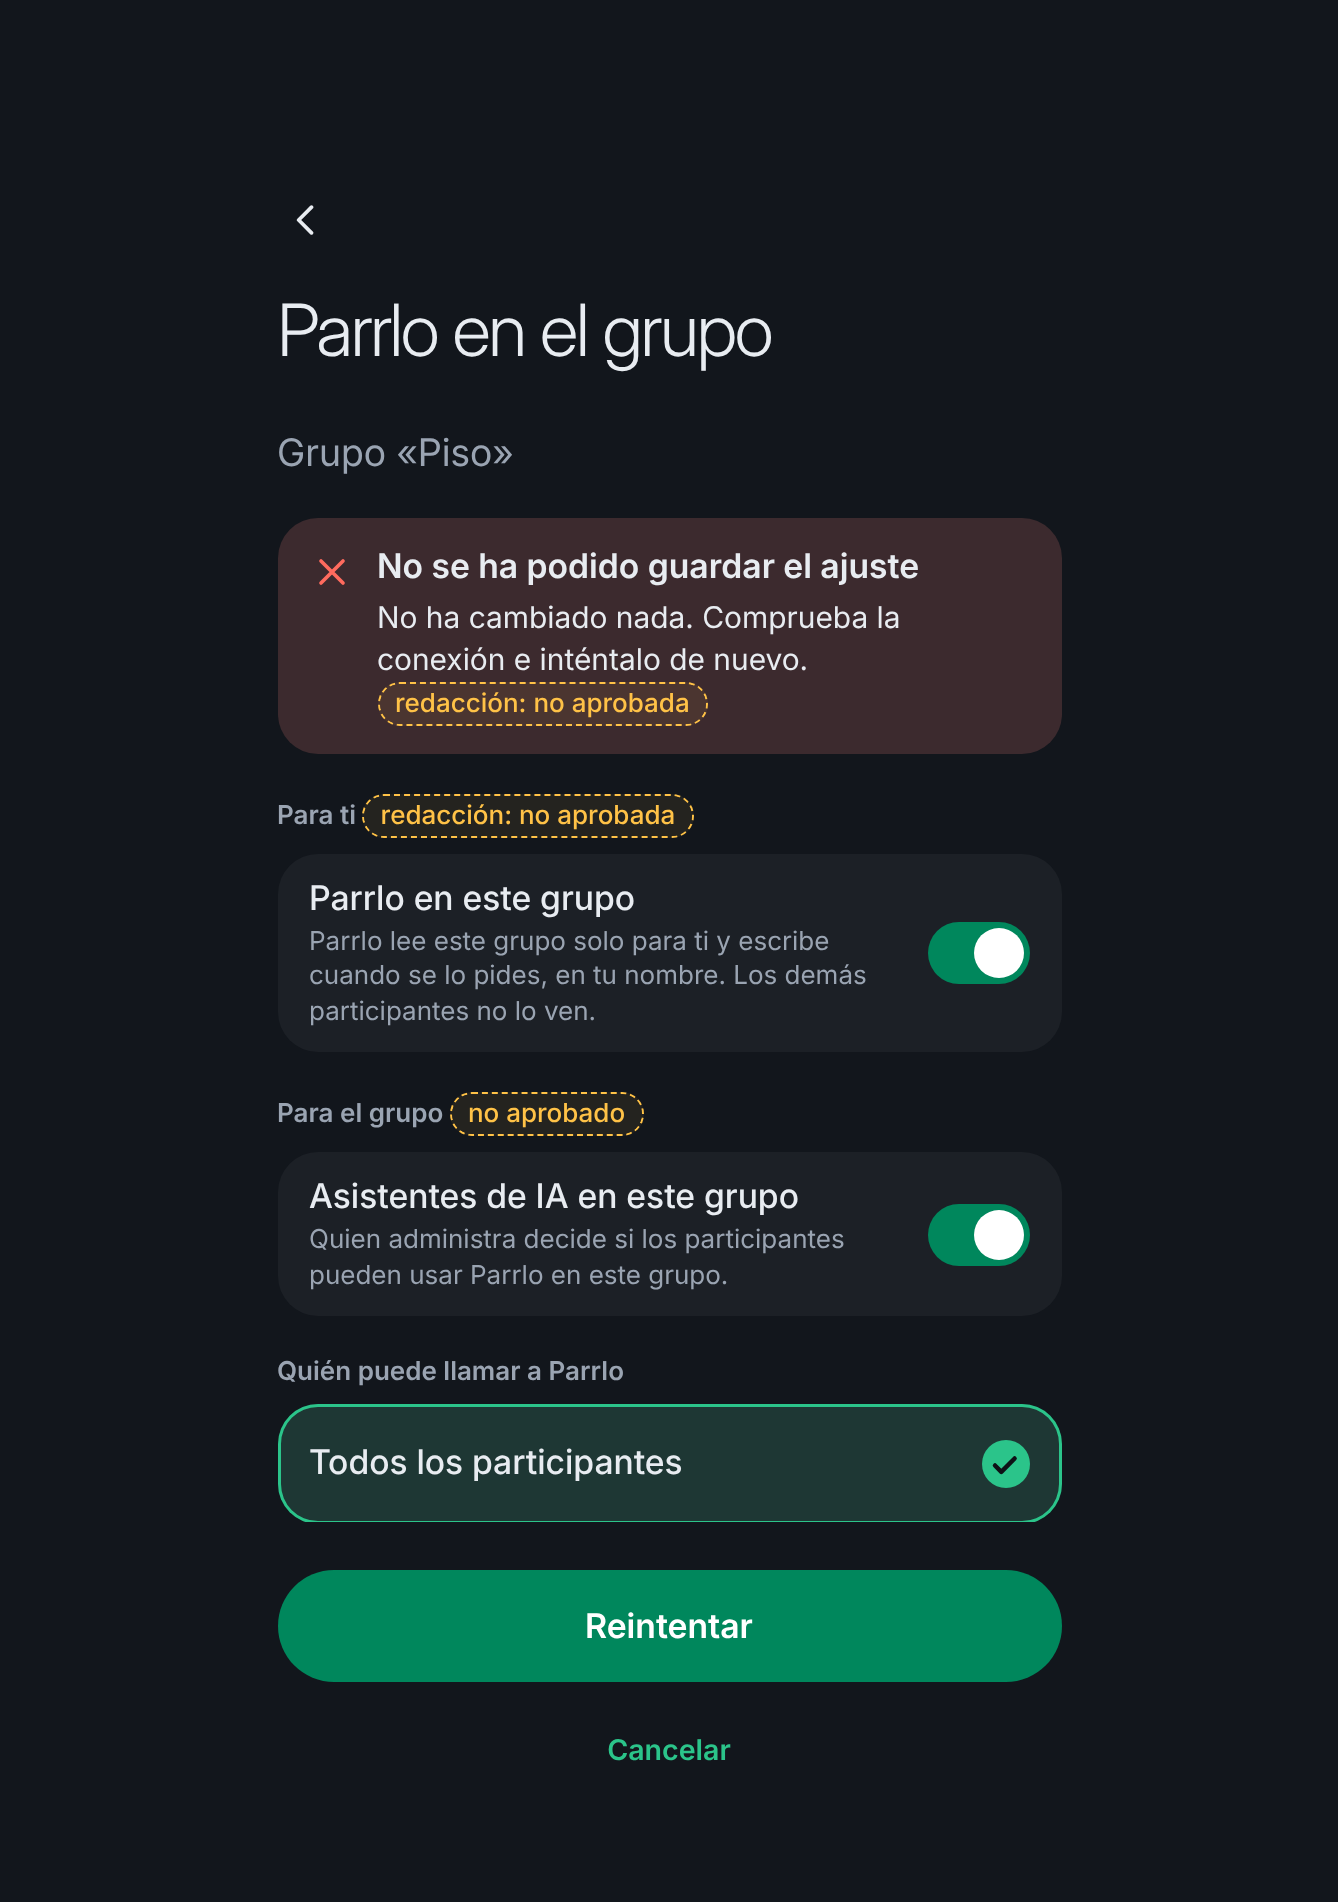 Parrlo en el grupo
Grupo «Piso»
No se ha podido guardar el ajuste
No ha cambiado nada. Comprueba la
conexión e inténtalo de nuevo.
redacción: no aprobada
Para ti redacción: no aprobada
Parrlo en este grupo
Parrlo lee este grupo solo para ti y escribe
cuando se lo pides, en tu nombre. Los demás
participantes no lo ven.
Para el grupo no aprobado
Asistentes de IA en este grupo
Quien administra decide si los participantes
pueden usar Parrlo en este grupo.
Quién puede llamar a Parrlo
Todos los participantes
Reintentar
Cancelar